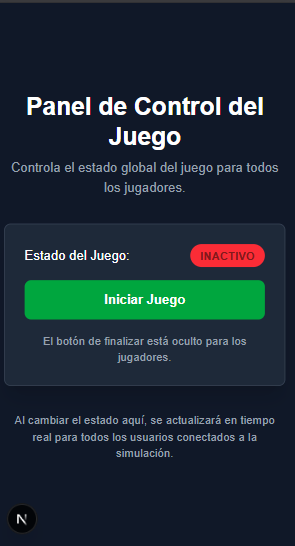 Panel de Control del
Juego
Controla el estado global del juego para todos
los jugadores.
Estado del Juego:
INACTIVO
Iniciar Juego
El botón de finalizar está oculto para los
jugadores.
Al cambiar el estado aquí, se actualizará en tiempo
real para todos los usuarios conectados a la
simulación.
N